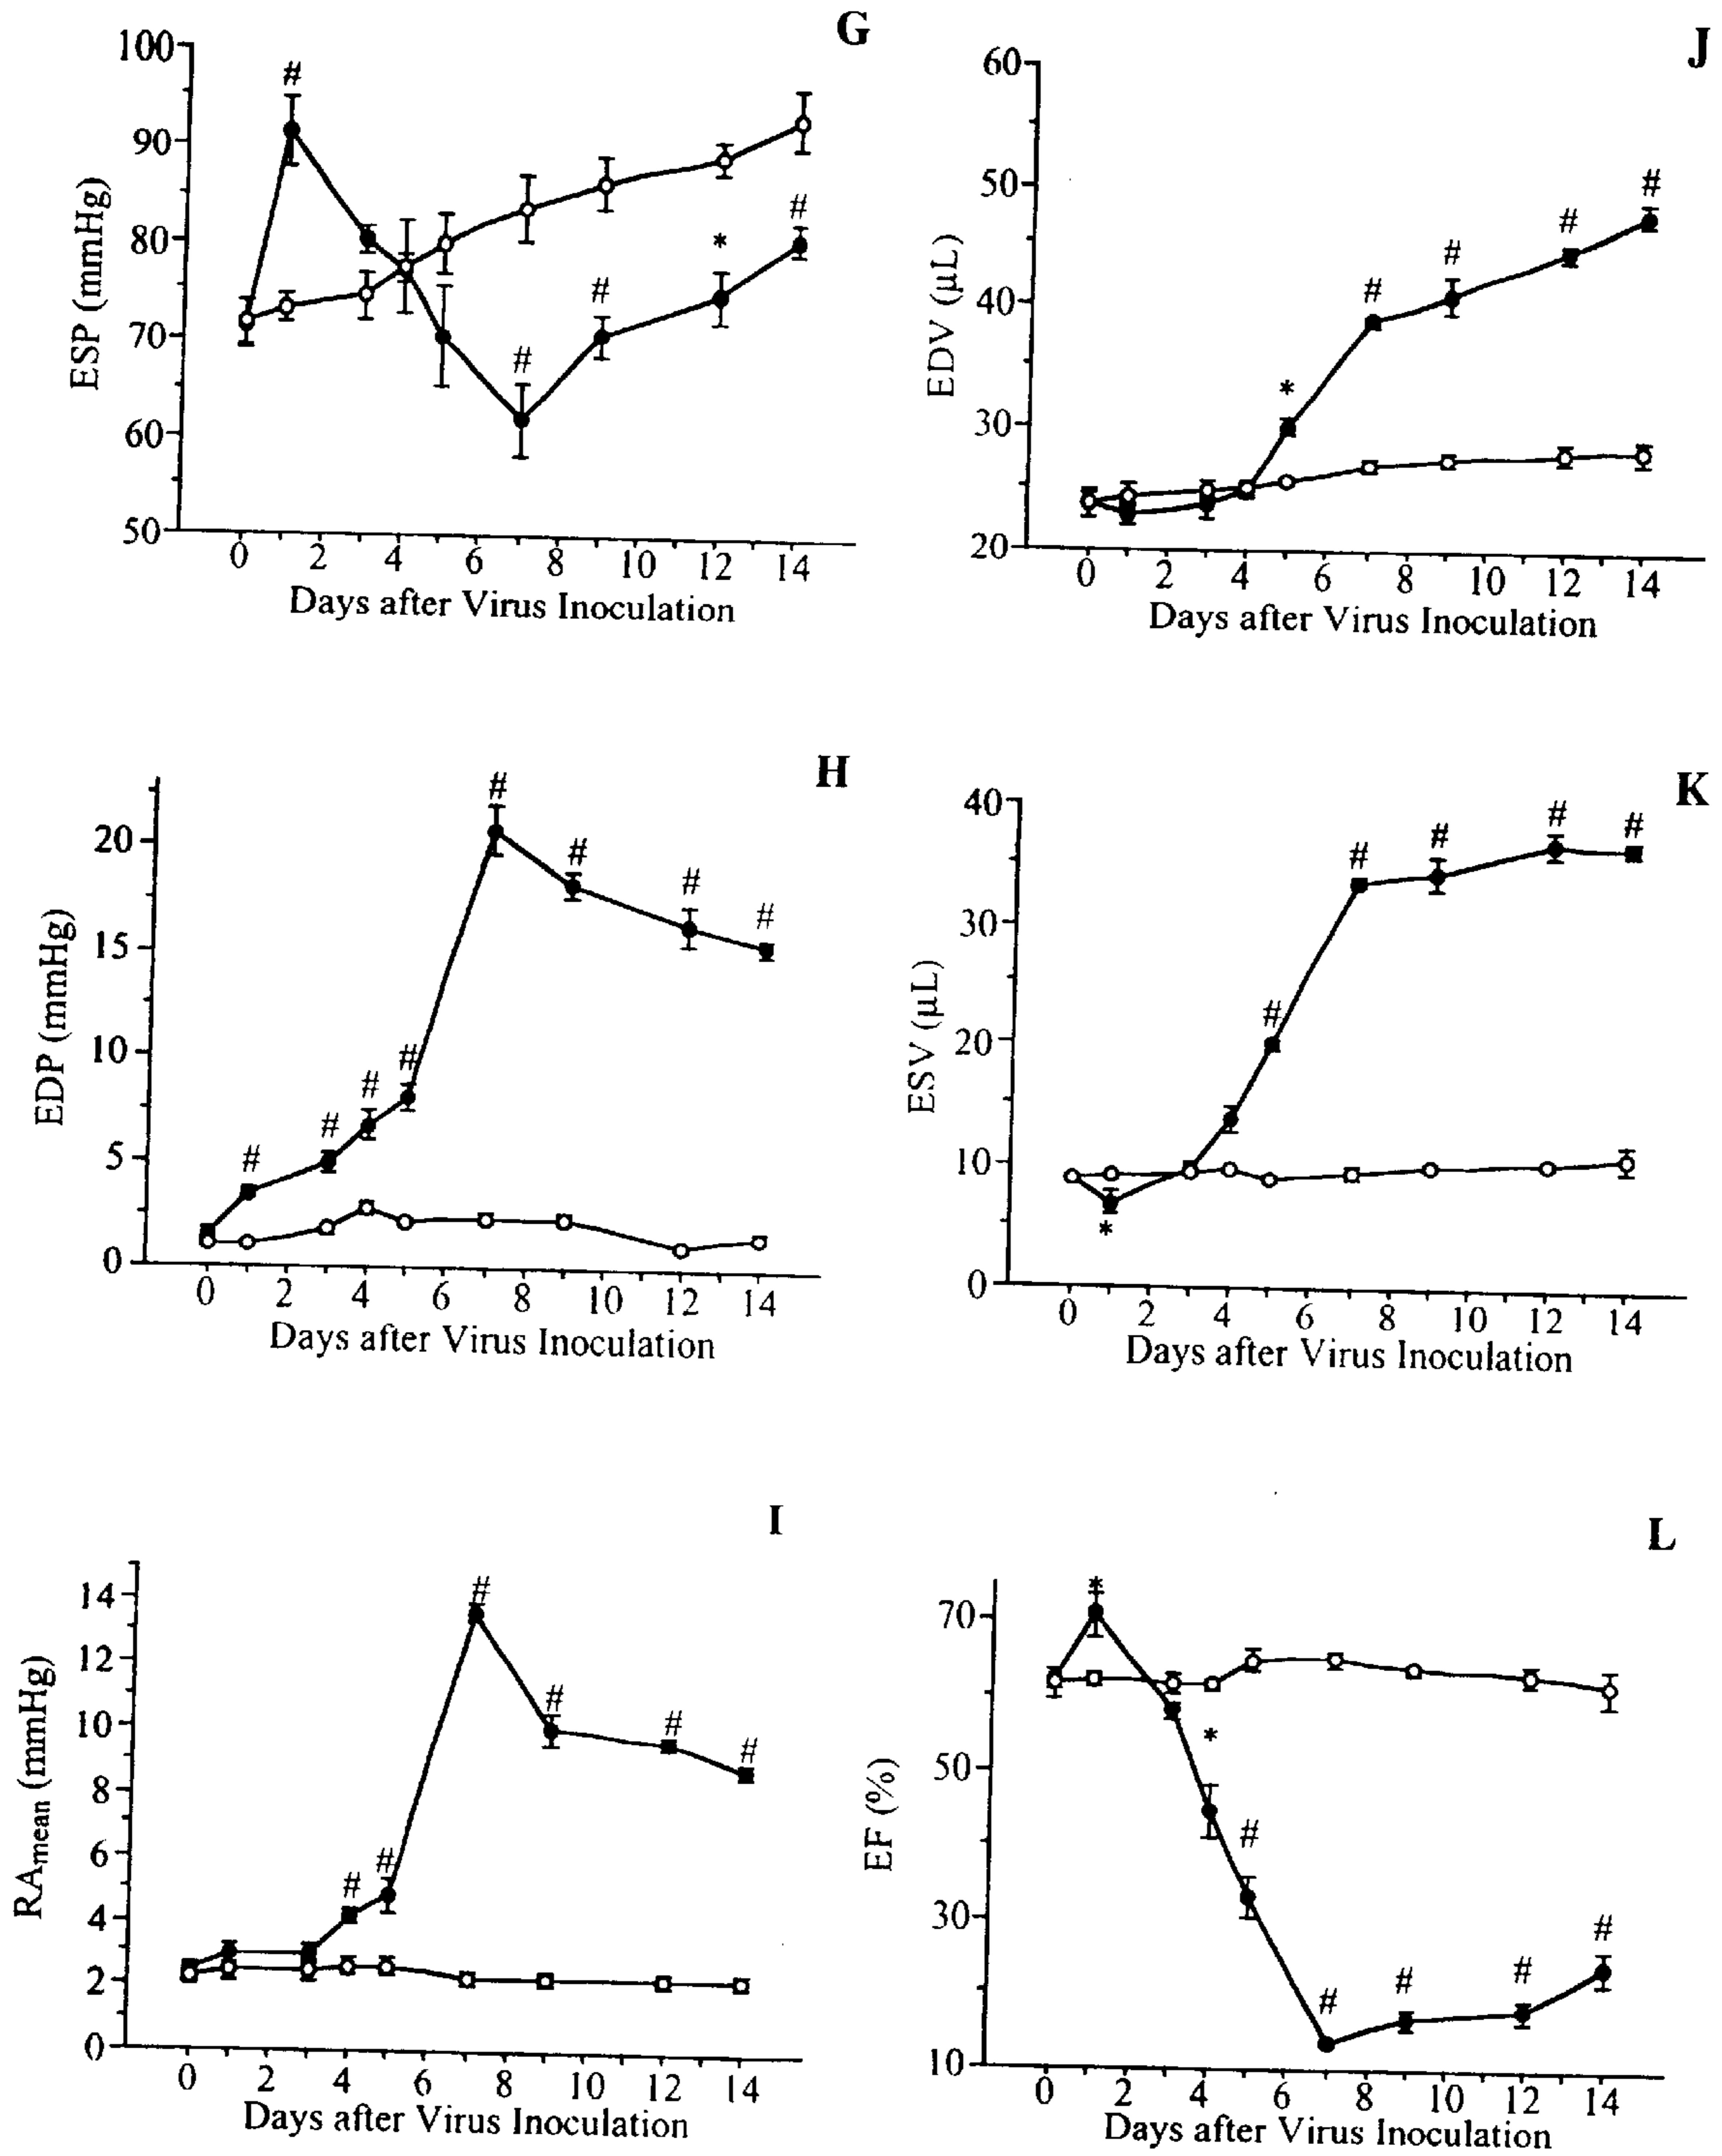 G
100
90
80
70
60
50
ESP (mmHg)
#
#
#
*
#
0 2 4 6 8 10 12 14
Days after Virus Inoculation
J
60
50
40
30
20
EDV (µL)
*
#
#
#
#
0 2 4 6 8 10 12 14
Days after Virus Inoculation
H
20
15
10
5
0
EDP (mmHg)
#
#
#
#
#
#
#
#
0 2 4 6 8 10 12 14
Days after Virus Inoculation
K
40
30
20
10
0
ESV (µL)
*
#
#
#
#
#
0 2 4 6 8 10 12 14
Days after Virus Inoculation
I
14
12
10
8
6
4
2
0
RAmean (mmHg)
#
#
#
#
#
#
0 2 4 6 8 10 12 14
Days after Virus Inoculation
L
70
50
30
10
EF (%)
*
*
#
#
#
#
#
0 2 4 6 8 10 12 14
Days after Virus Inoculation